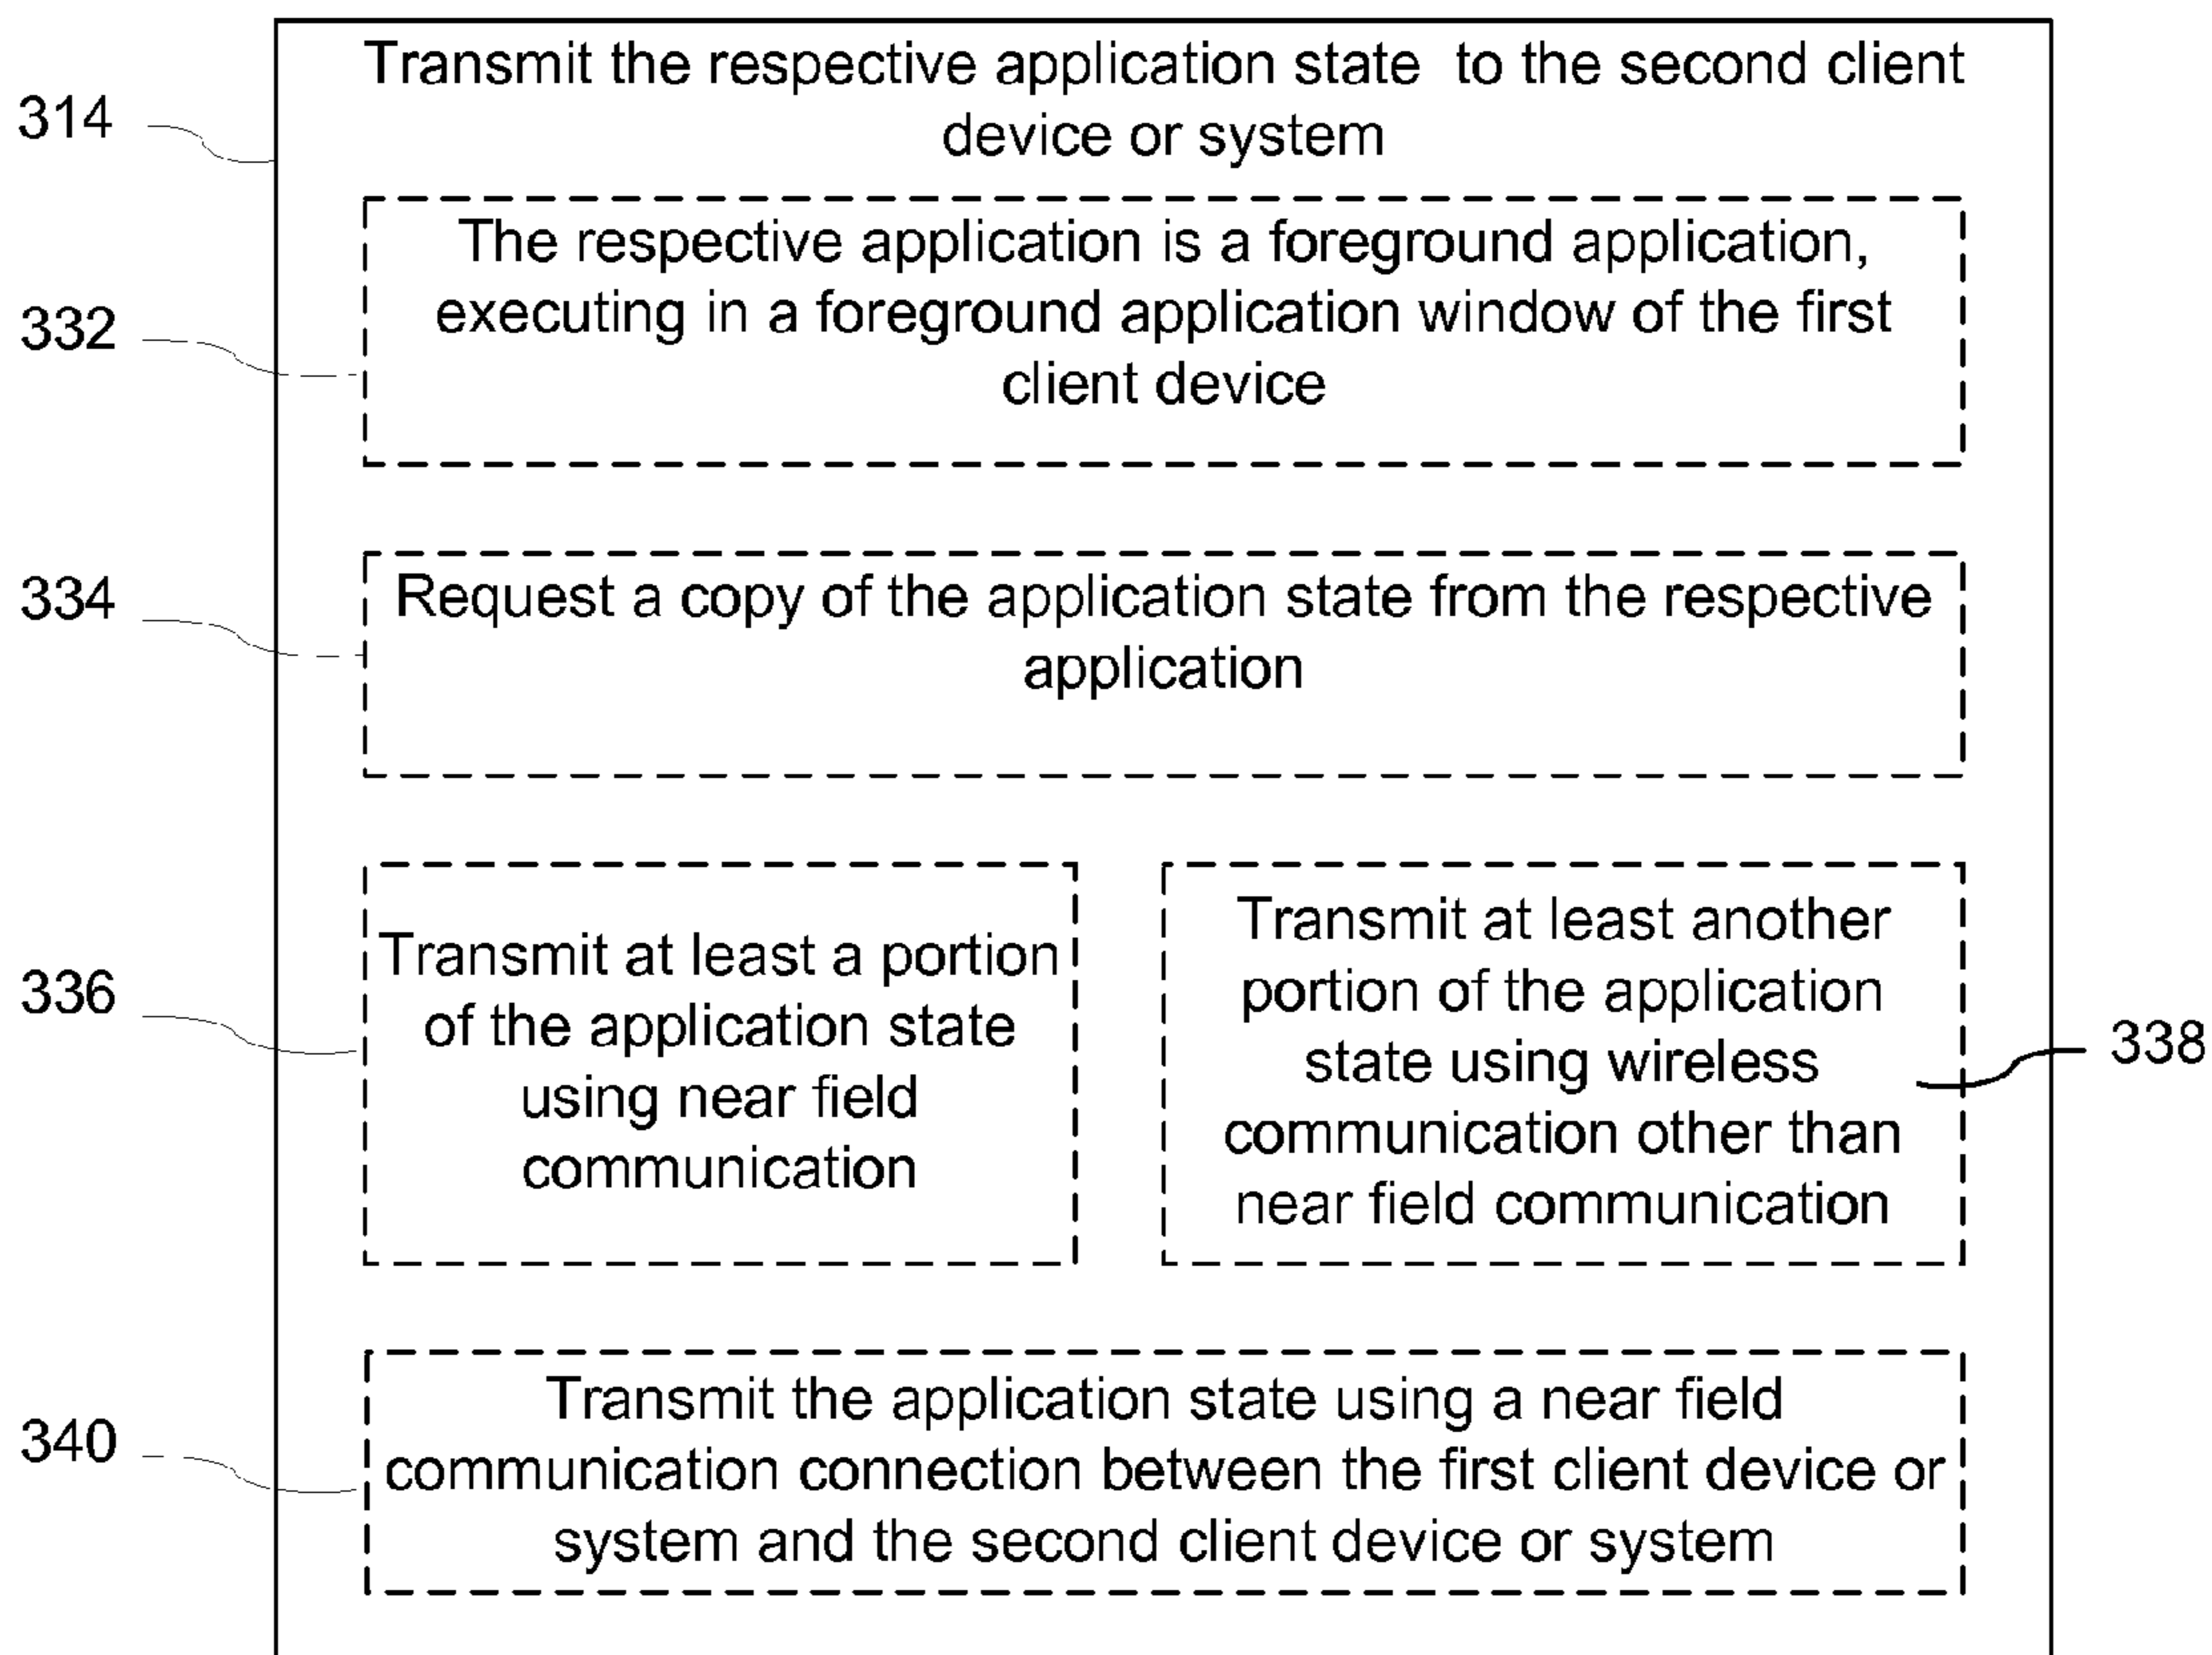 Transmit the respective application state to the second client
device or system
314
The respective application is a foreground application,
executing in a foreground application window of the first
client device
332
Request a copy of the application state from the respective
application
334
Transmit at least a portion
of the application state
using near field
communication
336
Transmit at least another
portion of the application
state using wireless
communication other than
near field communication
338
Transmit the application state using a near field
communication connection between the first client device or
system and the second client device or system
340